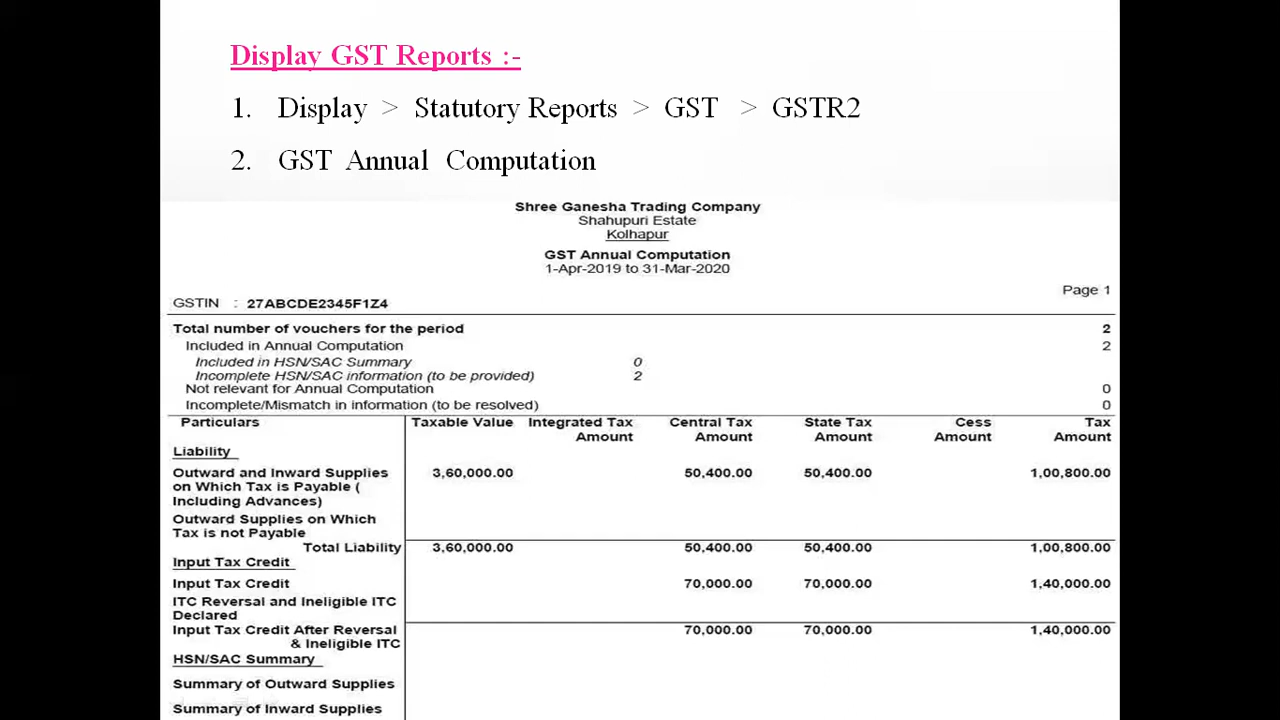 Display GST Reports :-
1. Display > Statutory Reports > GST > GSTR2
2. GST Annual Computation
Shree Ganesha Trading Company
Shahupuri Estate
Kolhapur
GST Annual Computation
1-Apr-2019 to 31-Mar-2020
Page 1
GSTIN : 27ABCDE2345F1Z4
Total number of vouchers for the period 2
Included in Annual Computation 2
Included in HSN/SAC Summary 0
Incomplete HSN/SAC information (to be provided) 2
Not relevant for Annual Computation 0
Incomplete/Mismatch in information (to be resolved) 0
Particulars Taxable Value Integrated Tax Central Tax State Tax Cess Tax
Amount Amount Amount Amount Amount
Liability
Outward and Inward Supplies 3,60,000.00 50,400.00 50,400.00 1,00,800.00
on Which Tax is Payable (
Including Advances)
Outward Supplies on Which
Tax is not Payable
Total Liability 3,60,000.00 50,400.00 50,400.00 1,00,800.00
Input Tax Credit
Input Tax Credit 70,000.00 70,000.00 1,40,000.00
ITC Reversal and Ineligible ITC
Declared
Input Tax Credit After Reversal 70,000.00 70,000.00 1,40,000.00
& Ineligible ITC
HSN/SAC Summary
Summary of Outward Supplies
Summary of Inward Supplies